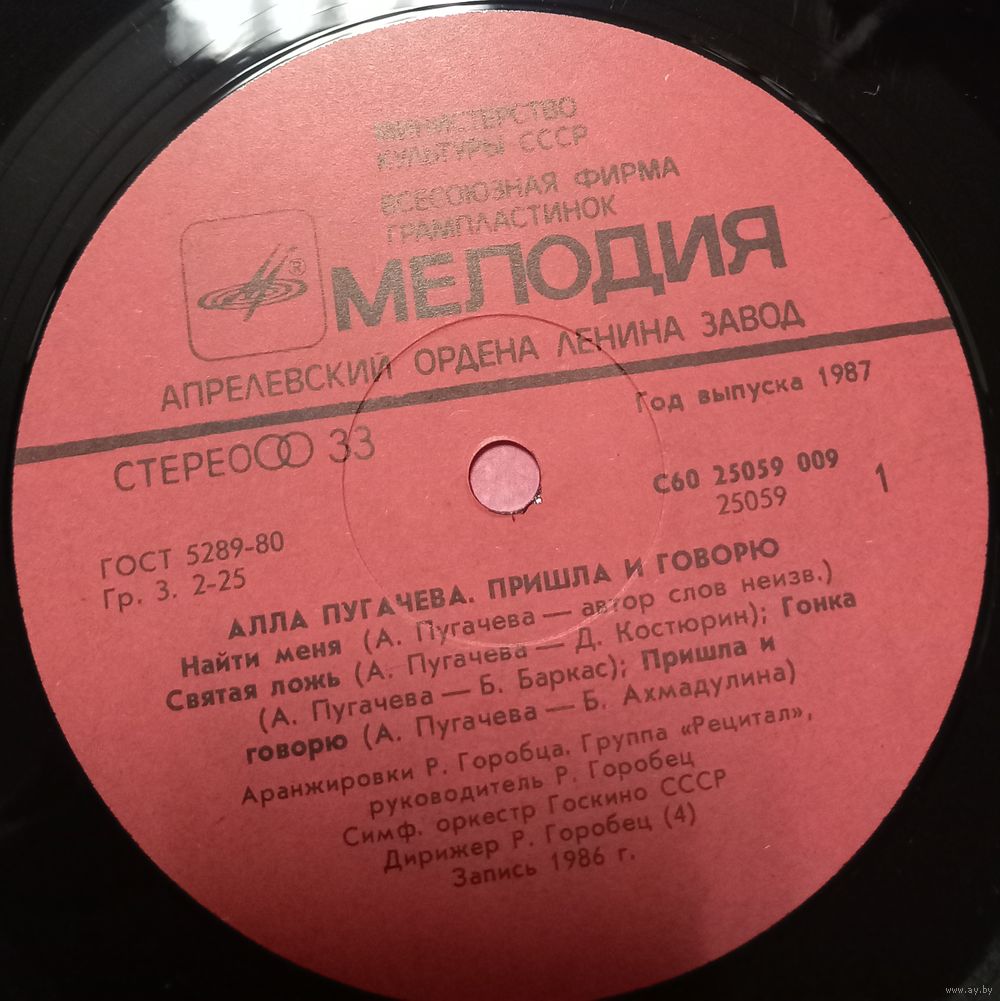 МИНИСТЕРСТВО
КУЛЬТУРЫ СССР
ВСЕСОЮЗНАЯ ФИРМА
ГРАМПЛАСТИНОК
®
МЕЛОДИЯ
АПРЕЛЕВСКИЙ ОРДЕНА ЛЕНИНА ЗАВОД
Год выпуска 1987
СТЕРЕО 33
С60 25059 009
25059
1
ГОСТ 5289-80
Гр. 3. 2-25
АЛЛА ПУГАЧЕВА. ПРИШЛА И ГОВОРЮ
Найти меня (А. Пугачева — автор слов неизв.)
Святая ложь (А. Пугачева — Д. Костюрин); Гонка
(А. Пугачева — Б. Баркас); Пришла и
говорю (А. Пугачева — Б. Ахмадулина)
Аранжировки Р. Горобца. Группа «Рецитал»,
руководитель Р. Горобец
Симф. оркестр Госкино СССР
Дирижер Р. Горобец (4)
Запись 1986 г.
www.ay.by